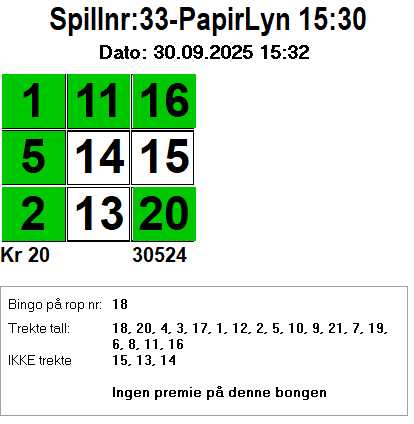 Spillnr:33-PapirLyn 15:30
Dato: 30.09.2025 15:32
1 11 16
5 14 15
2 13 20
Kr 20 30524
Bingo på rop nr: 18
Trekte tall: 18, 20, 4, 3, 17, 1, 12, 2, 5, 10, 9, 21, 7, 19,
6, 8, 11, 16
IKKE trekte 15, 13, 14
Ingen premie på denne bongen